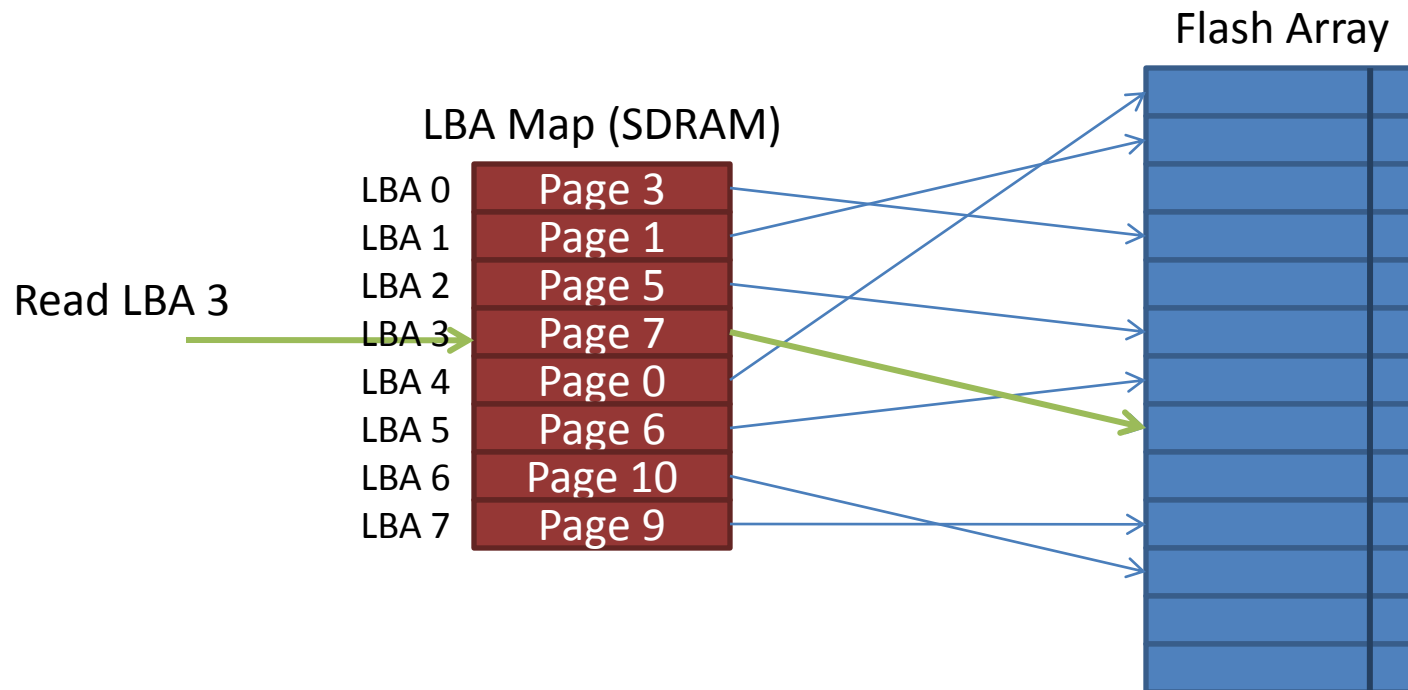 Flash Array
LBA Map (SDRAM)
LBA 0 Page 3
LBA 1 Page 1
LBA 2 Page 5
Read LBA 3
LBA 3 Page 7
LBA 4 Page 0
LBA 5 Page 6
LBA 6 Page 10
LBA 7 Page 9